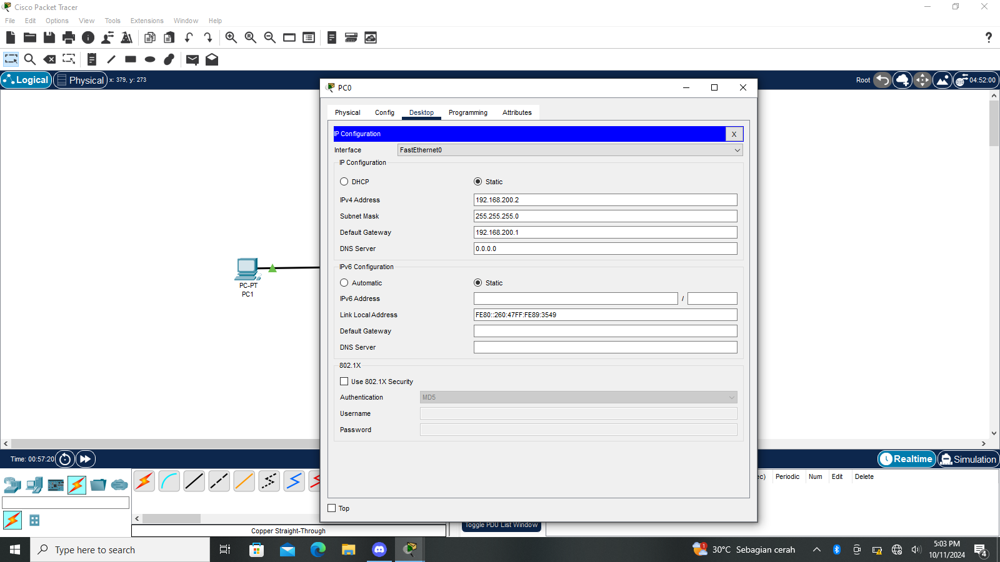 Cisco Packet Tracer
File Edit Options View Tools Extensions Window Help
Logical Physical x: 379, y: 273
Root 04:52:00
PC0
Physical Config Desktop Programming Attributes
IP Configuration X
Interface FastEthernet0
IP Configuration
DHCP Static
IPv4 Address 192.168.200.2
Subnet Mask 255.255.255.0
Default Gateway 192.168.200.1
DNS Server 0.0.0.0
IPv6 Configuration
Automatic Static
IPv6 Address /
Link Local Address FE80::260:47FF:FE89:3549
Default Gateway
DNS Server
802.1X
Use 802.1X Security
Authentication MD5
Username
Password
Top
PC-PT
PC1
Time: 00:57:20
Realtime Simulation
ec) Periodic Num Edit Delete
Toggle PDU List Window
Copper Straight-Through
Type here to search
1
30°C Sebagian cerah
5:03 PM
10/11/2024
4